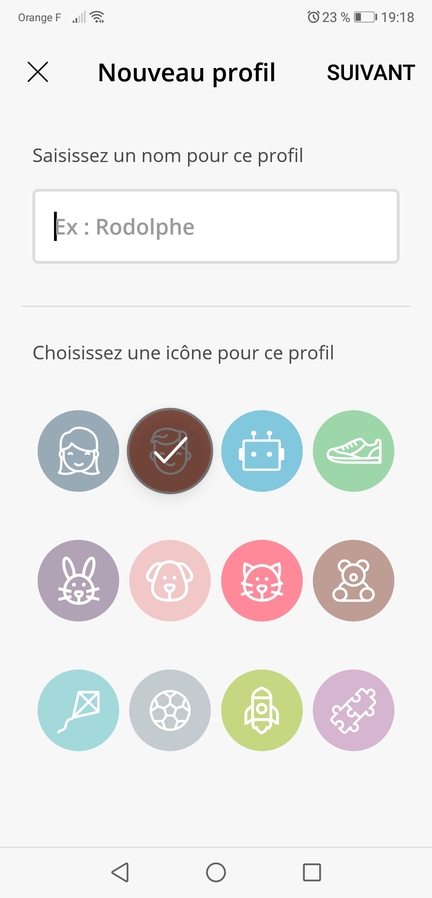 Orange F 23 % 19:18
Nouveau profil SUIVANT
Saisissez un nom pour ce profil
Ex : Rodolphe
Choisissez une icône pour ce profil